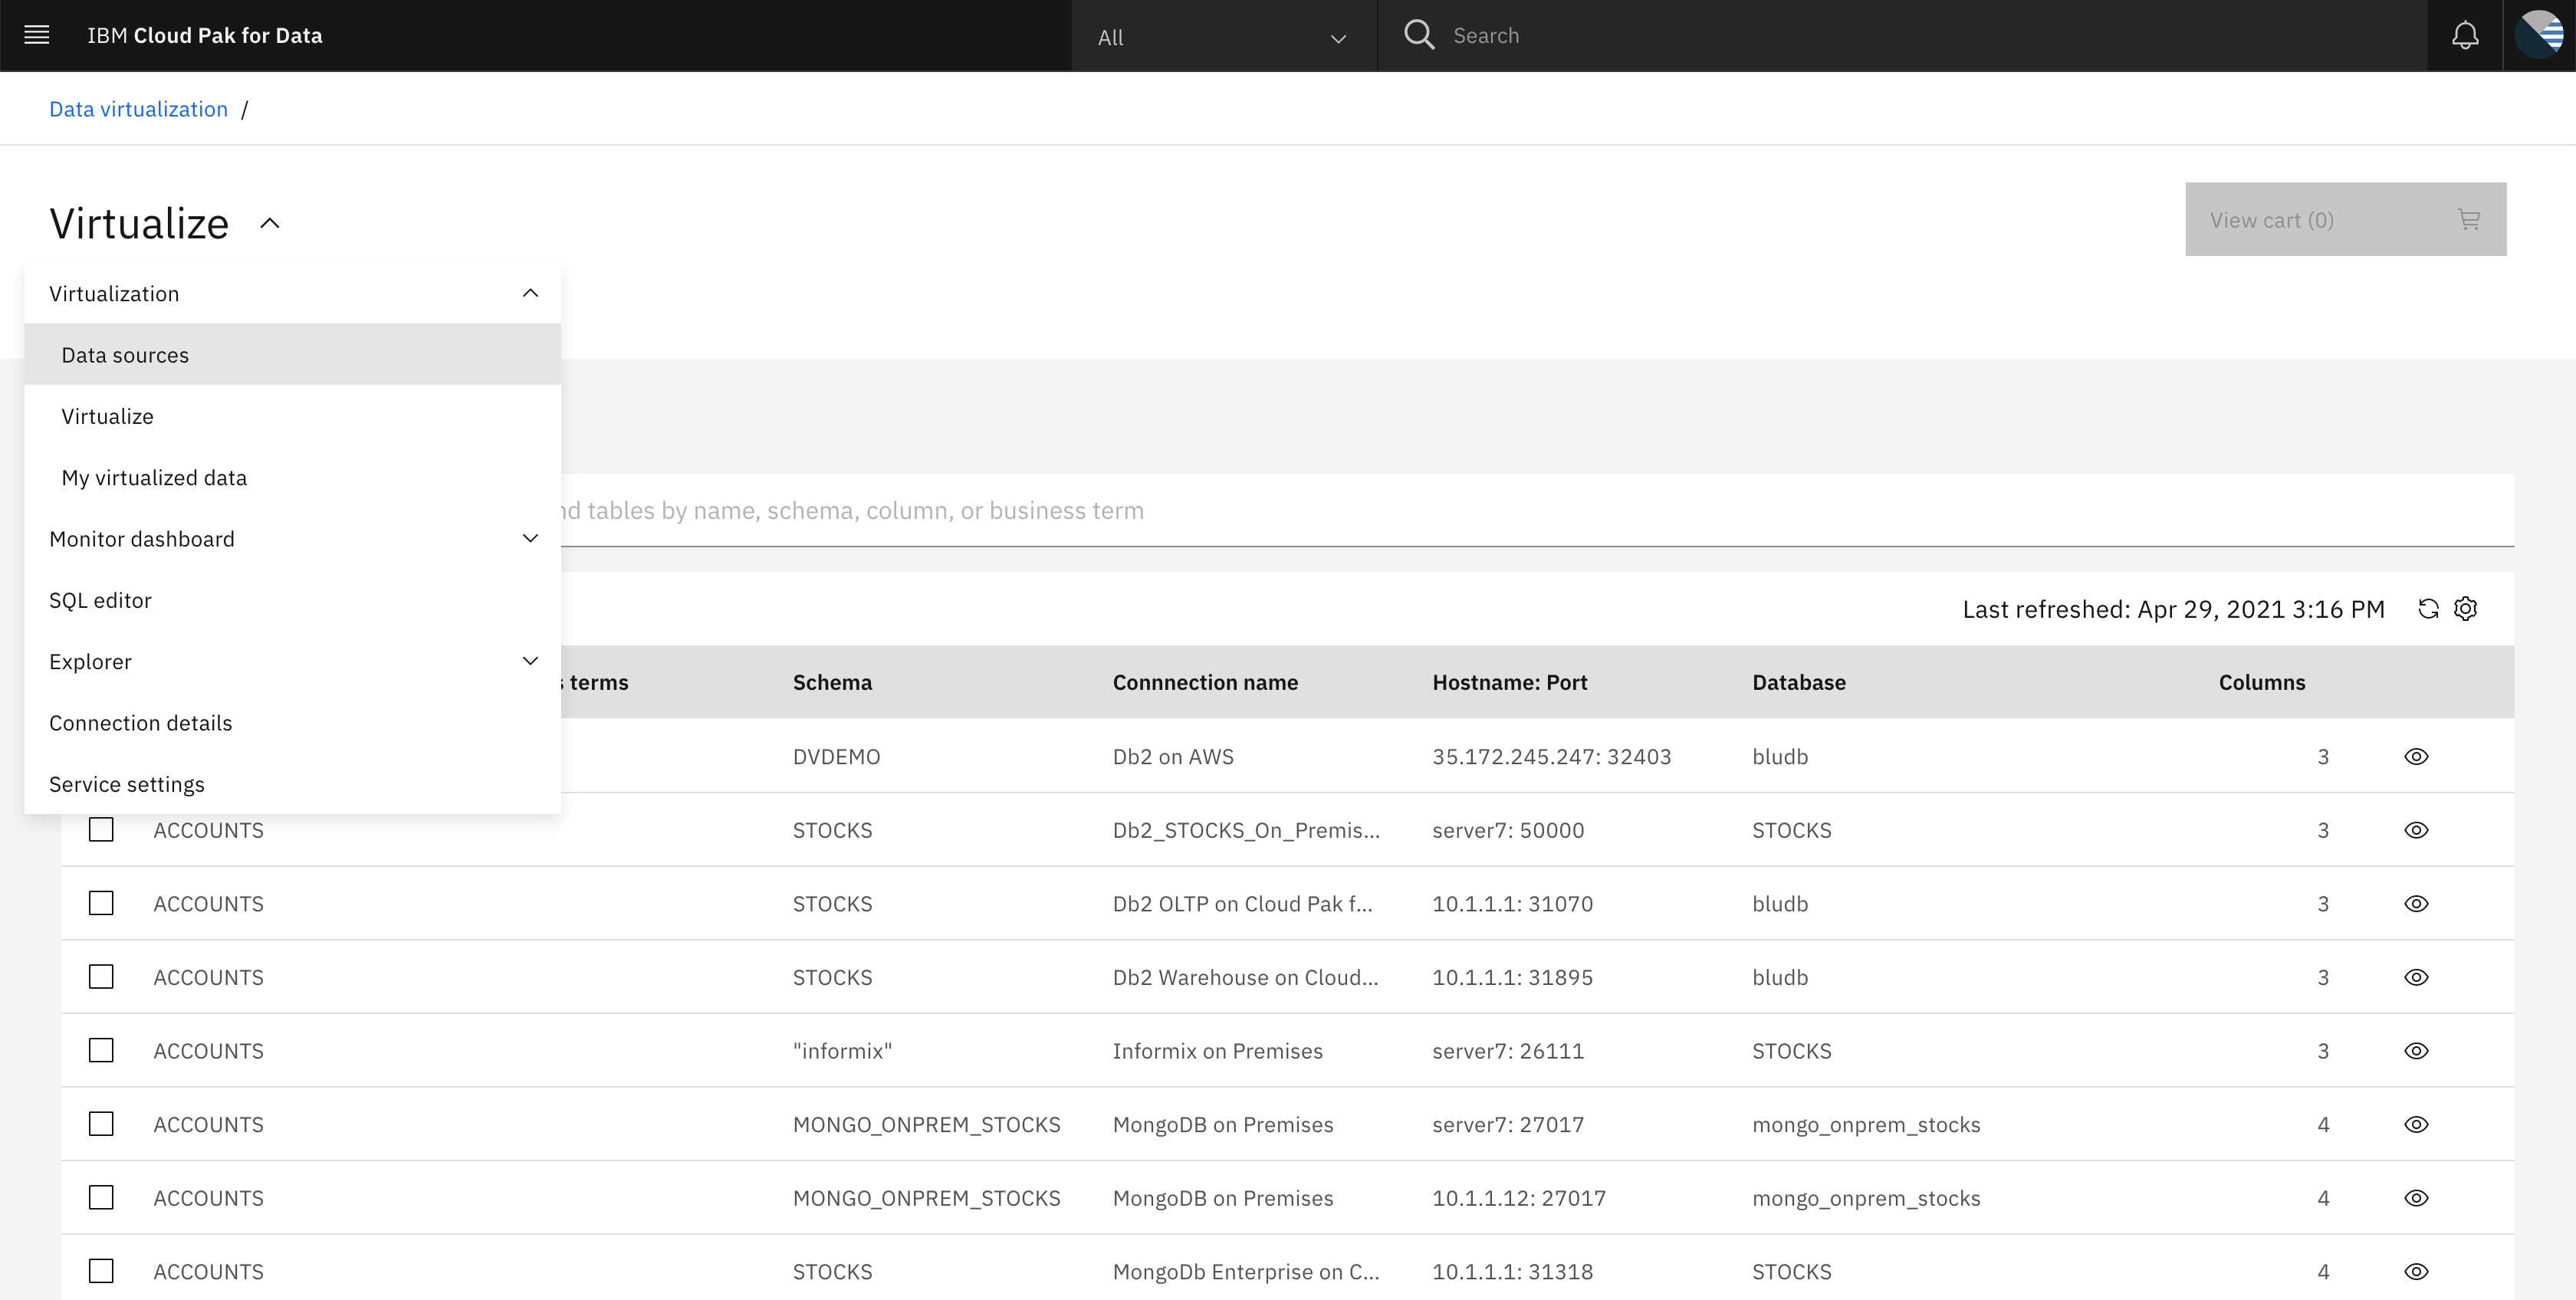 IBM Cloud Pak for Data
All
Search
Data virtualization /
Virtualize
View cart (0)
Virtualization
Data sources
Virtualize
My virtualized data
Monitor dashboard
SQL editor
Explorer
Connection details
Service settings
tables by name, schema, column, or business term
Last refreshed: Apr 29, 2021 3:16 PM
terms Schema Connnection name Hostname: Port Database Columns
DVDEMO Db2 on AWS 35.172.245.247: 32403 bludb 3
ACCOUNTS STOCKS Db2_STOCKS_On_Premis... server7: 50000 STOCKS 3
ACCOUNTS STOCKS Db2 OLTP on Cloud Pak f... 10.1.1.1: 31070 bludb 3
ACCOUNTS STOCKS Db2 Warehouse on Cloud... 10.1.1.1: 31895 bludb 3
ACCOUNTS "informix" Informix on Premises server7: 26111 STOCKS 3
ACCOUNTS MONGO_ONPREM_STOCKS MongoDB on Premises server7: 27017 mongo_onprem_stocks 4
ACCOUNTS MONGO_ONPREM_STOCKS MongoDB on Premises 10.1.1.12: 27017 mongo_onprem_stocks 4
ACCOUNTS STOCKS MongoDb Enterprise on C... 10.1.1.1: 31318 STOCKS 4